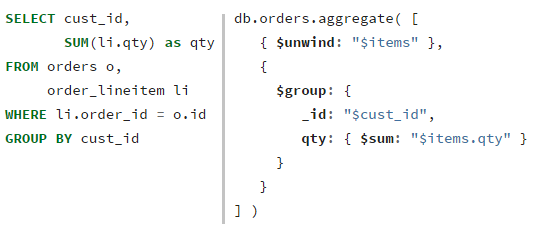 SELECT cust_id,
       SUM(li.qty) as qty
FROM orders o,
     order_lineitem li
WHERE li.order_id = o.id
GROUP BY cust_id
db.orders.aggregate( [
   { $unwind: "$items" },
   {
     $group: {
        _id: "$cust_id",
        qty: { $sum: "$items.qty" }
     }
   }
] )